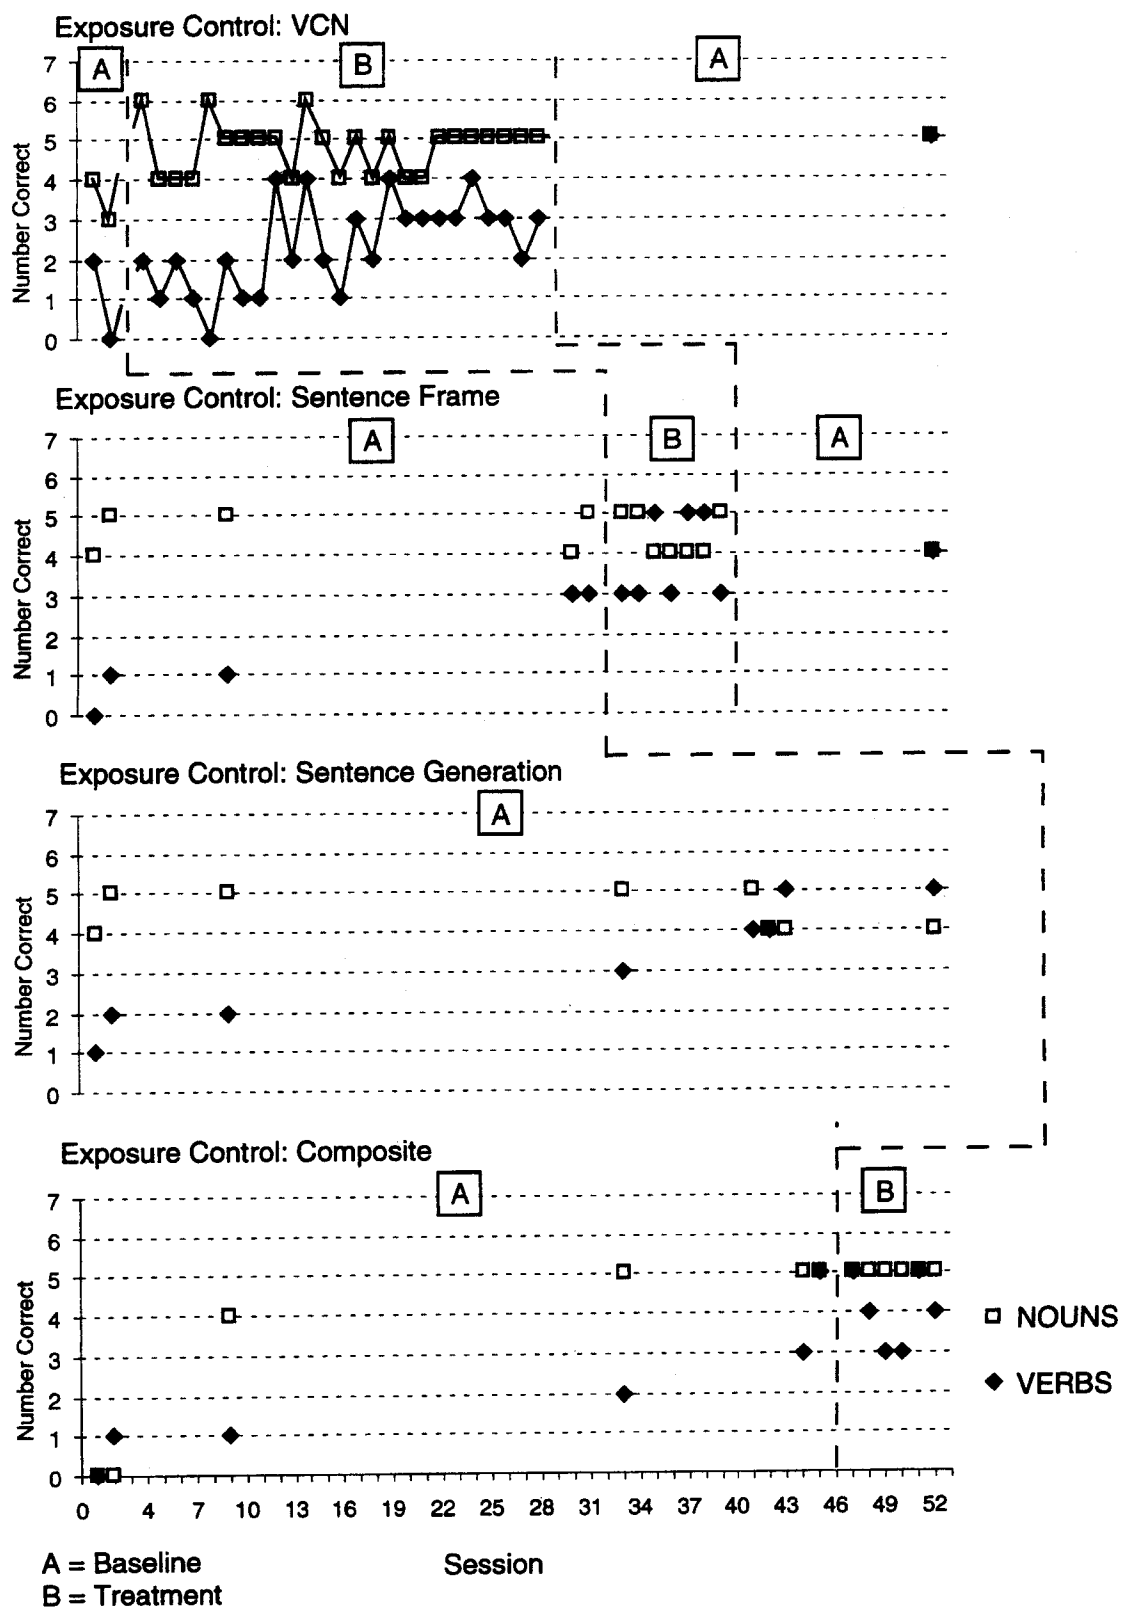 Exposure Control: VCN
A
B
A
7
6
5
4
3
2
1
0
Number Correct
Exposure Control: Sentence Frame
A
B
A
7
6
5
4
3
2
1
0
Number Correct
Exposure Control: Sentence Generation
A
7
6
5
4
3
2
1
0
Number Correct
Exposure Control: Composite
A
B
7
6
5
4
3
2
1
0
Number Correct
NOUNS
VERBS
0 4 7 10 13 16 19 22 25 28 31 34 37 40 43 46 49 52
A = Baseline
Session
B = Treatment